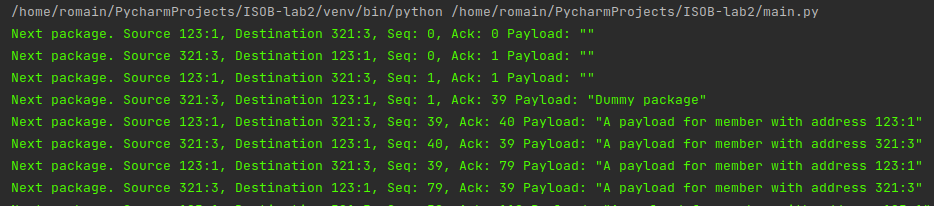 /home/romain/PycharmProjects/ISOB-lab2/venv/bin/python /home/romain/PycharmProjects/ISOB-lab2/main.py
Next package. Source 123:1, Destination 321:3, Seq: 0, Ack: 0 Payload: ""
Next package. Source 321:3, Destination 123:1, Seq: 0, Ack: 1 Payload: ""
Next package. Source 123:1, Destination 321:3, Seq: 1, Ack: 1 Payload: ""
Next package. Source 321:3, Destination 123:1, Seq: 1, Ack: 39 Payload: "Dummy package"
Next package. Source 123:1, Destination 321:3, Seq: 39, Ack: 40 Payload: "A payload for member with address 123:1"
Next package. Source 321:3, Destination 123:1, Seq: 40, Ack: 39 Payload: "A payload for member with address 321:3"
Next package. Source 123:1, Destination 321:3, Seq: 39, Ack: 79 Payload: "A payload for member with address 123:1"
Next package. Source 321:3, Destination 123:1, Seq: 79, Ack: 39 Payload: "A payload for member with address 321:3"